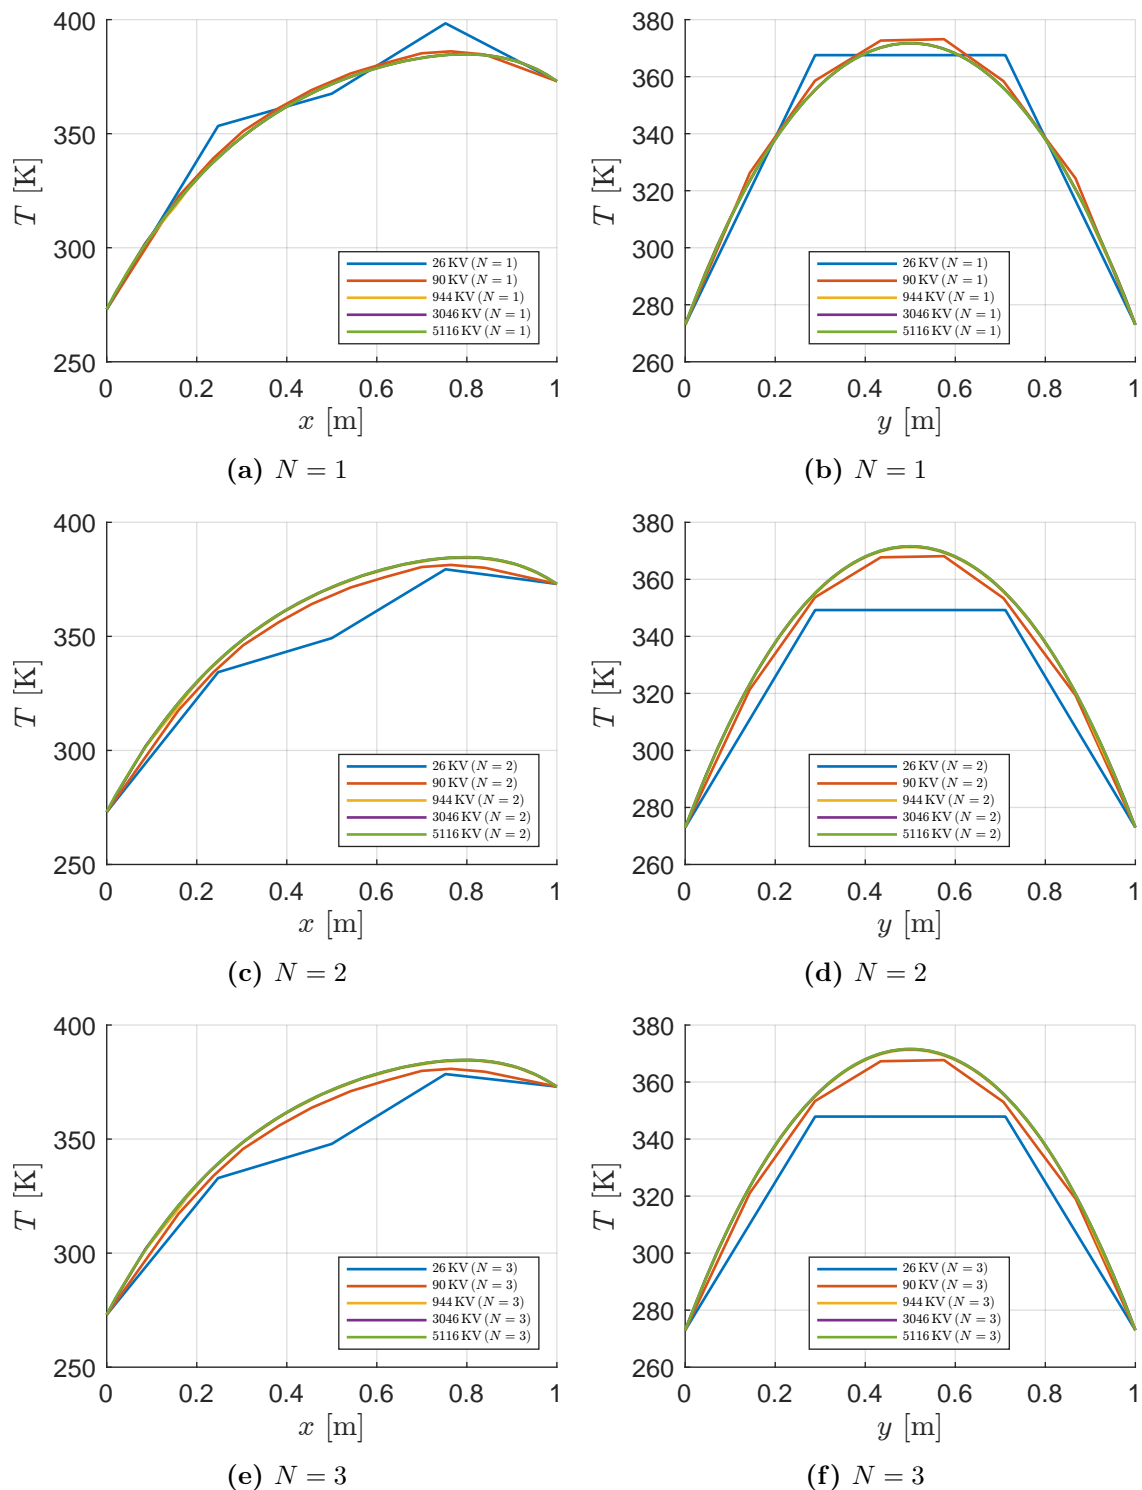 400
350
300
250
T [K]
0 0.2 0.4 0.6 0.8 1
x [m]
26 KV (N = 1)
90 KV (N = 1)
944 KV (N = 1)
3046 KV (N = 1)
5116 KV (N = 1)
(a) N = 1
380
360
340
320
300
280
260
T [K]
0 0.2 0.4 0.6 0.8 1
y [m]
26 KV (N = 1)
90 KV (N = 1)
944 KV (N = 1)
3046 KV (N = 1)
5116 KV (N = 1)
(b) N = 1
400
350
300
250
T [K]
0 0.2 0.4 0.6 0.8 1
x [m]
26 KV (N = 2)
90 KV (N = 2)
944 KV (N = 2)
3046 KV (N = 2)
5116 KV (N = 2)
(c) N = 2
380
360
340
320
300
280
260
T [K]
0 0.2 0.4 0.6 0.8 1
y [m]
26 KV (N = 2)
90 KV (N = 2)
944 KV (N = 2)
3046 KV (N = 2)
5116 KV (N = 2)
(d) N = 2
400
350
300
250
T [K]
0 0.2 0.4 0.6 0.8 1
x [m]
26 KV (N = 3)
90 KV (N = 3)
944 KV (N = 3)
3046 KV (N = 3)
5116 KV (N = 3)
(e) N = 3
380
360
340
320
300
280
260
T [K]
0 0.2 0.4 0.6 0.8 1
y [m]
26 KV (N = 3)
90 KV (N = 3)
944 KV (N = 3)
3046 KV (N = 3)
5116 KV (N = 3)
(f) N = 3